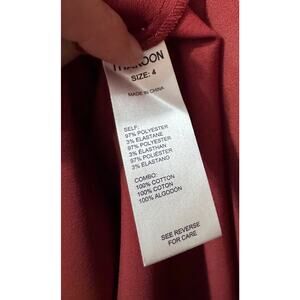 THAKOON
SIZE: 4
MADE IN CHINA
SELF:
97% POLYESTER
3% ELASTANE
97% POLYESTER
3% ELASTHAN
97% POLIÉSTER
3% ELASTANO
COMBO:
100% COTTON
100% COTON
100% ALGODÓN
SEE REVERSE
FOR CARE